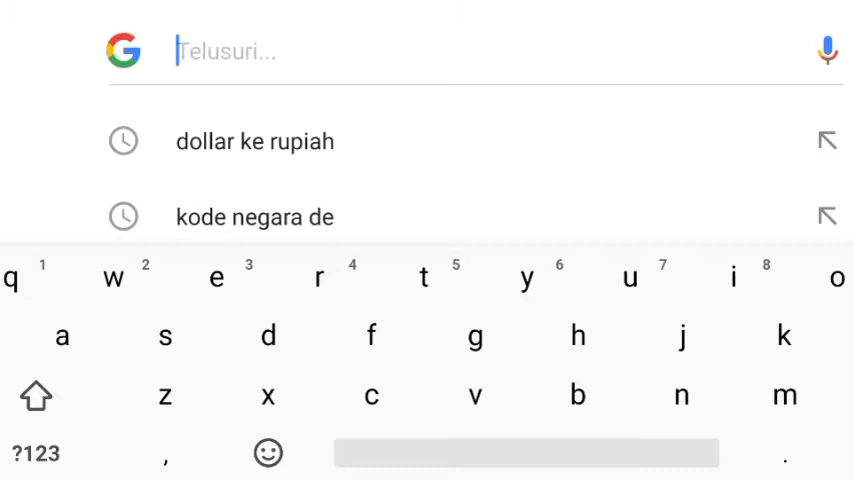 Telusuri...
dollar ke rupiah
kode negara de
q 1 w 2 e 3 r 4 t 5 y 6 u 7 i 8 o
a s d f g h j k
z x c v b n m
?123 , .